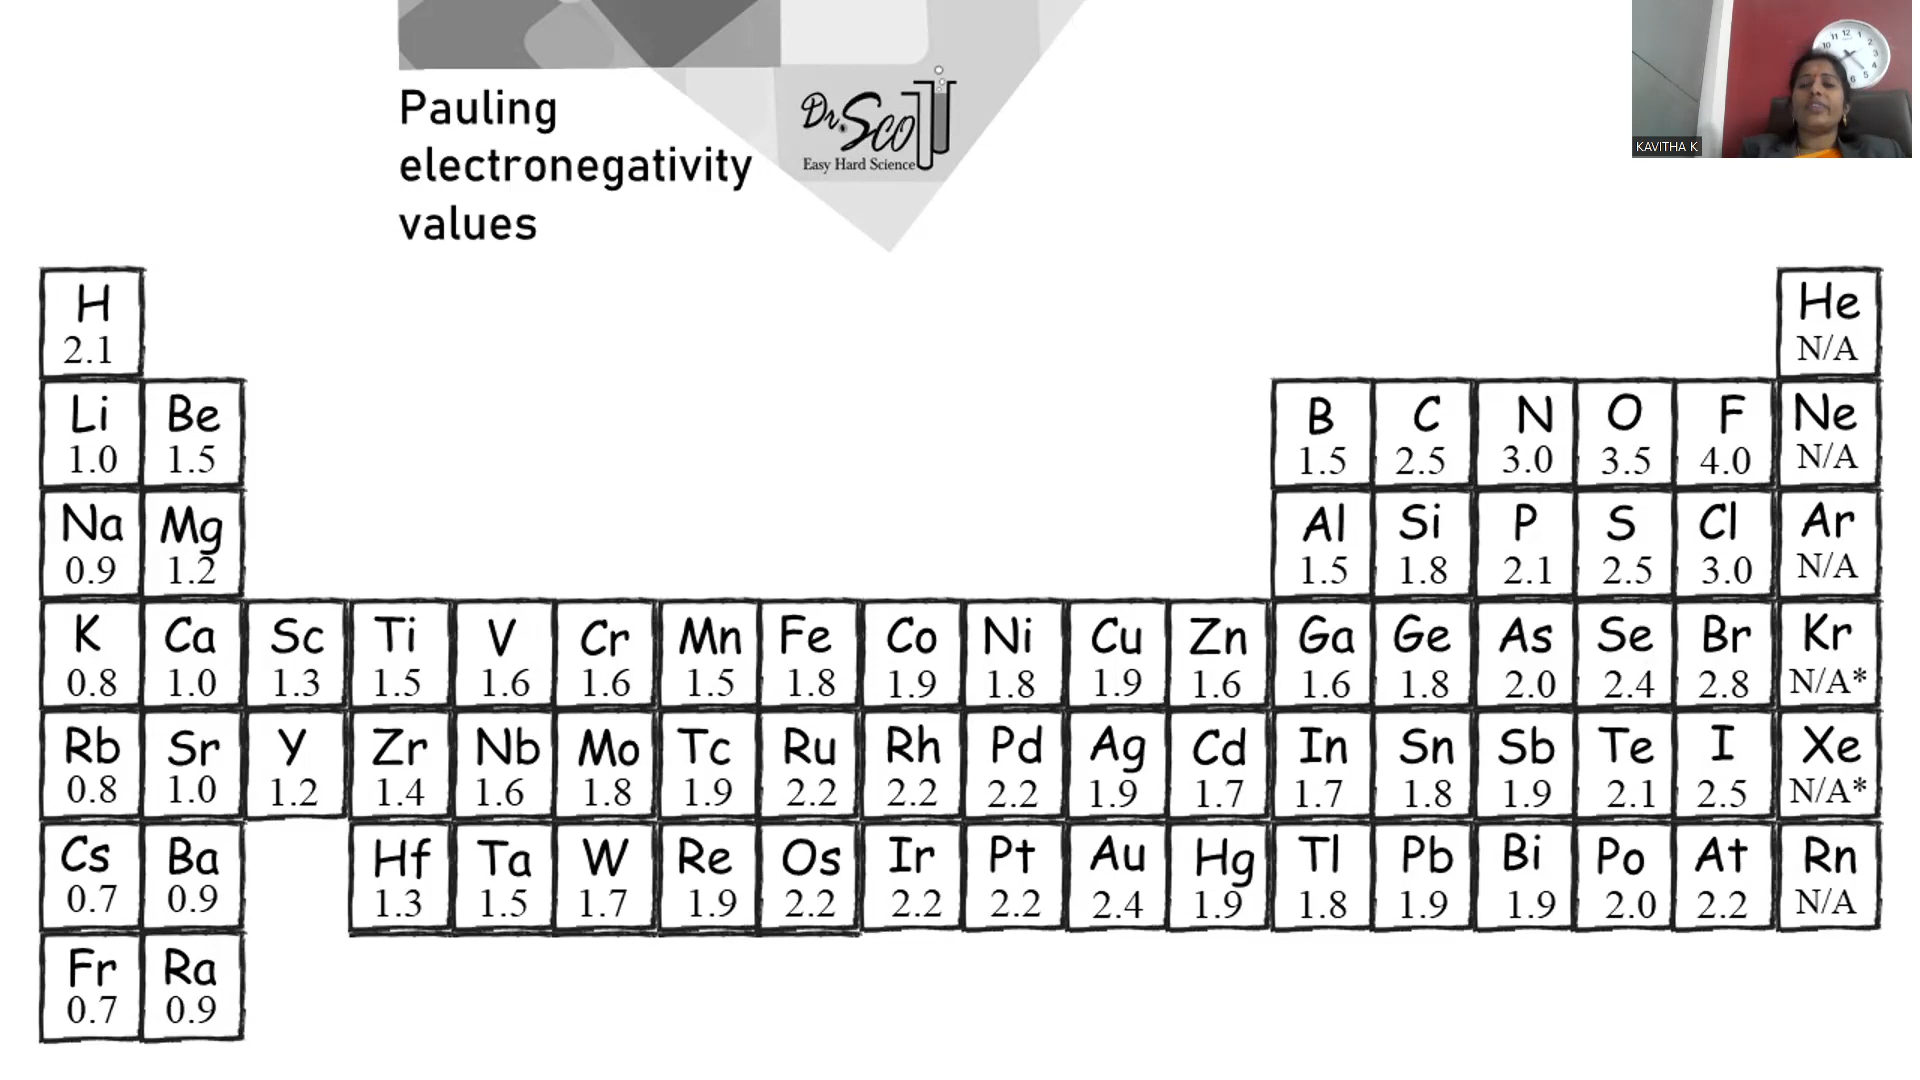 Pauling
electronegativity
values
Dr. Sco
Easy Hard Science
KAVITHA K
H He
2.1 N/A
Li Be B C N O F Ne
1.0 1.5 1.5 2.5 3.0 3.5 4.0 N/A
Na Mg Al Si P S Cl Ar
0.9 1.2 1.5 1.8 2.1 2.5 3.0 N/A
K Ca Sc Ti V Cr Mn Fe Co Ni Cu Zn Ga Ge As Se Br Kr
0.8 1.0 1.3 1.5 1.6 1.6 1.5 1.8 1.9 1.8 1.9 1.6 1.6 1.8 2.0 2.4 2.8 N/A*
Rb Sr Y Zr Nb Mo Tc Ru Rh Pd Ag Cd In Sn Sb Te I Xe
0.8 1.0 1.2 1.4 1.6 1.8 1.9 2.2 2.2 2.2 1.9 1.7 1.7 1.8 1.9 2.1 2.5 N/A*
Cs Ba Hf Ta W Re Os Ir Pt Au Hg Tl Pb Bi Po At Rn
0.7 0.9 1.3 1.5 1.7 1.9 2.2 2.2 2.2 2.4 1.9 1.8 1.9 1.9 2.0 2.2 N/A
Fr Ra
0.7 0.9